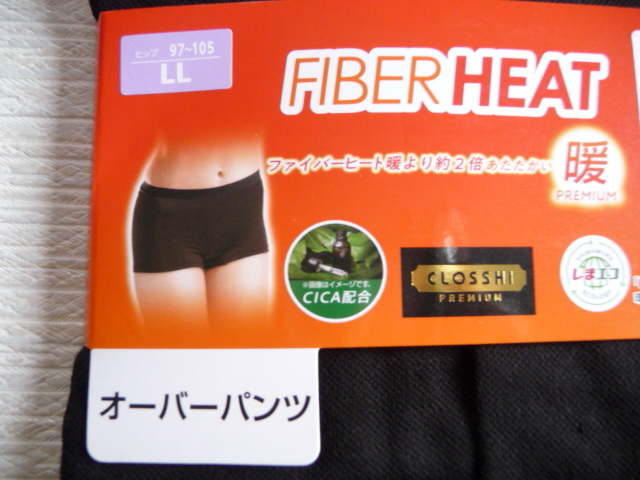 ヒップ 97~105
LL
FIBER HEAT
ファイバーヒート暖より約2倍あたたかい
暖
PREMIUM
※画像はイメージです。
CICA配合
CLOSSHI
PREMIUM
SHIMAMURA
しまエコ
ECOLOGY
オーバーパンツ